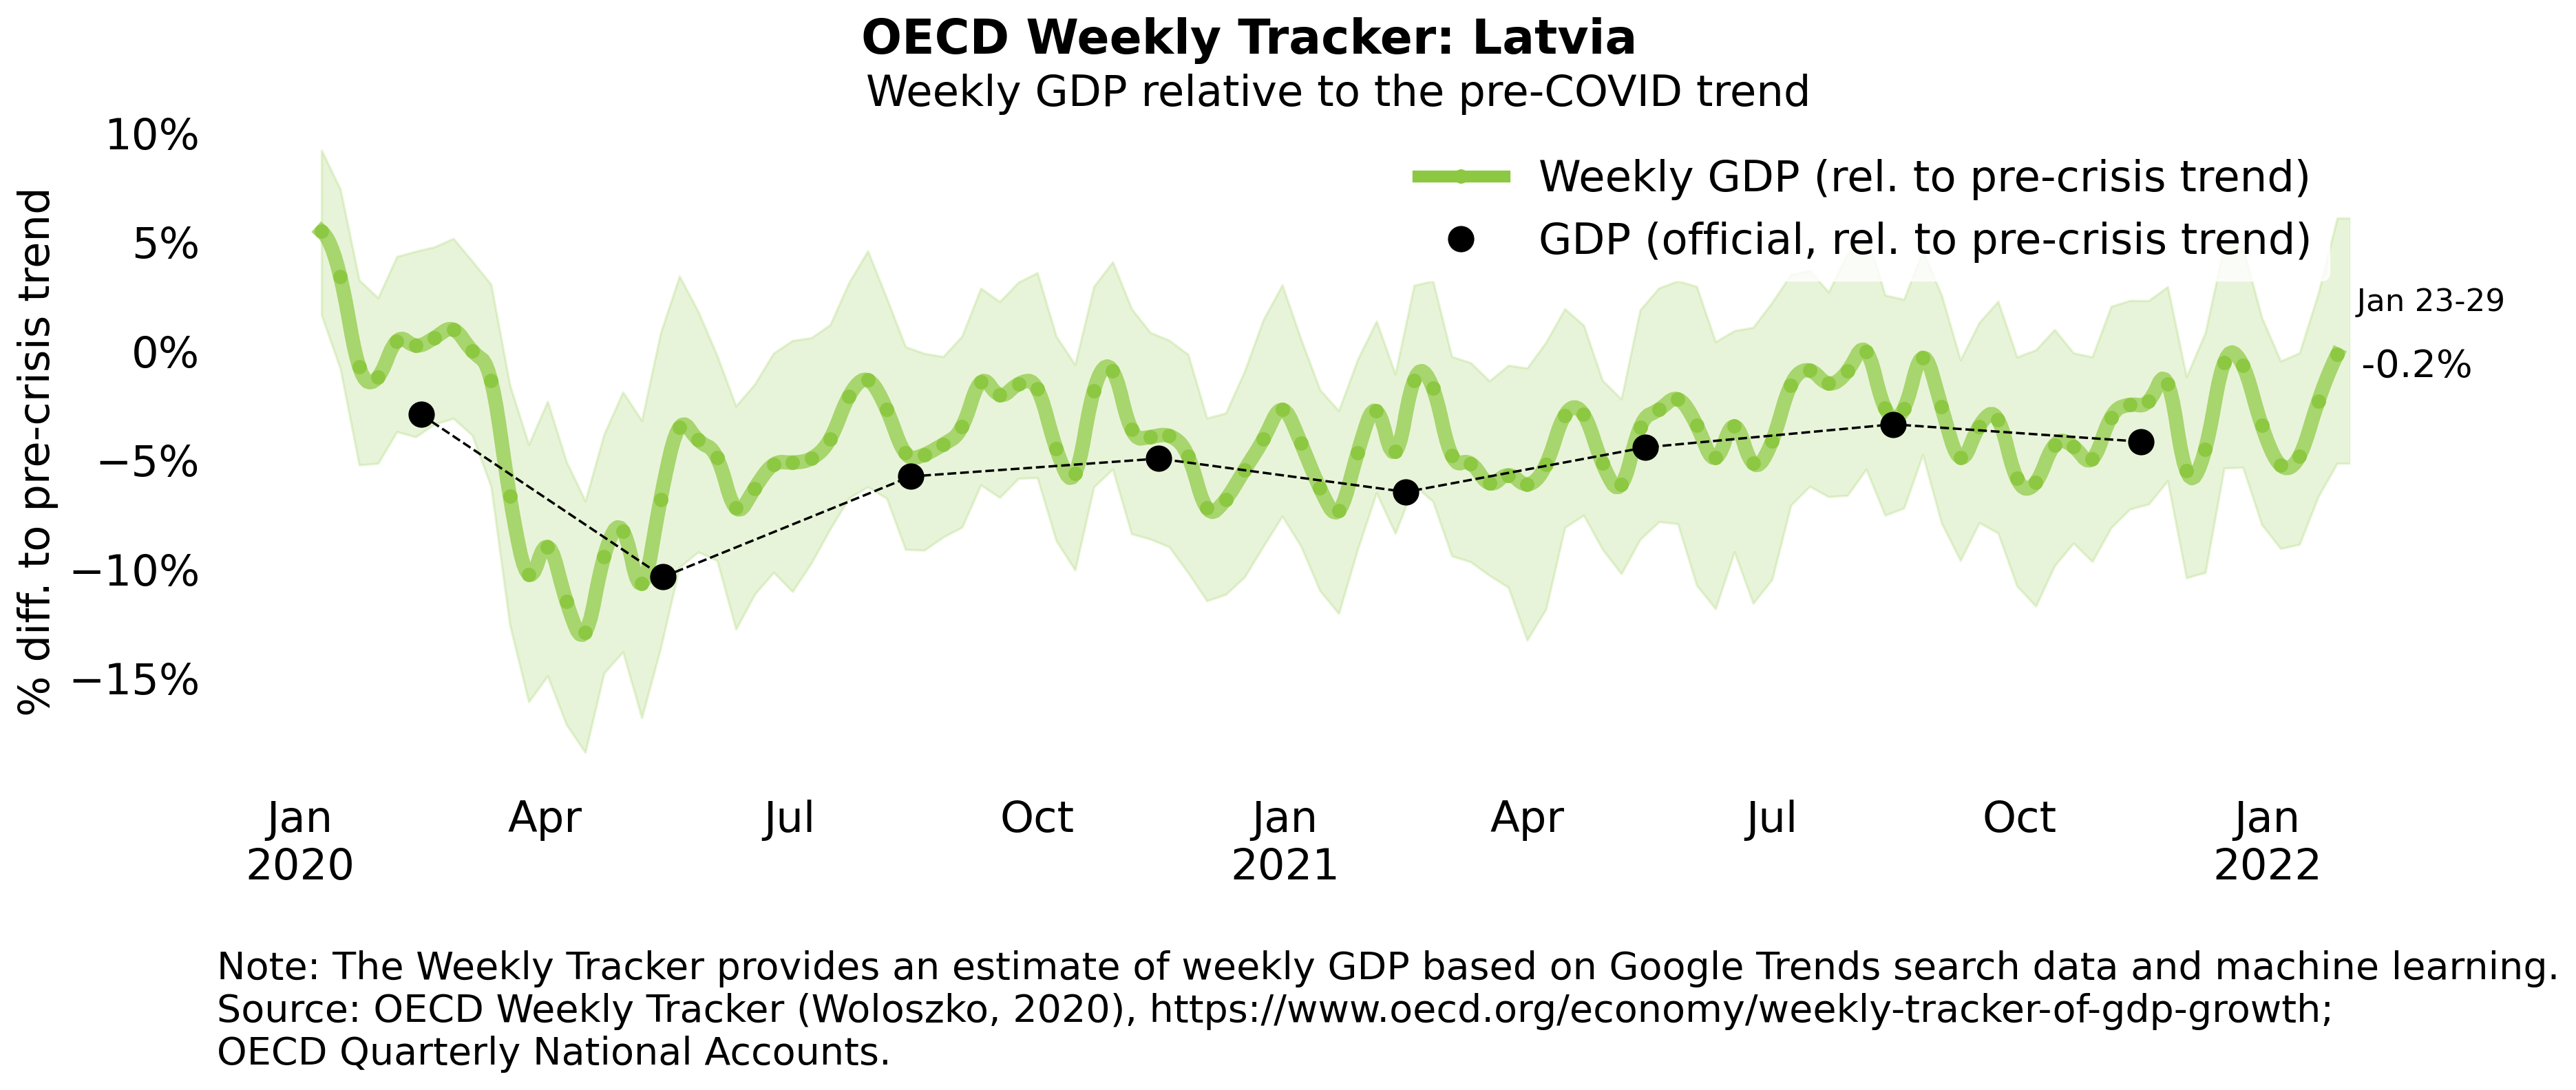 OECD Weekly Tracker: Latvia
Weekly GDP relative to the pre-COVID trend
% diff. to pre-crisis trend
10%
5%
0%
−5%
−10%
−15%
Weekly GDP (rel. to pre-crisis trend)
GDP (official, rel. to pre-crisis trend)
Jan 23-29
-0.2%
Jan Apr Jul Oct Jan Apr Jul Oct Jan
2020 2021 2022
Note: The Weekly Tracker provides an estimate of weekly GDP based on Google Trends search data and machine learning.
Source: OECD Weekly Tracker (Woloszko, 2020), https://www.oecd.org/economy/weekly-tracker-of-gdp-growth;
OECD Quarterly National Accounts.